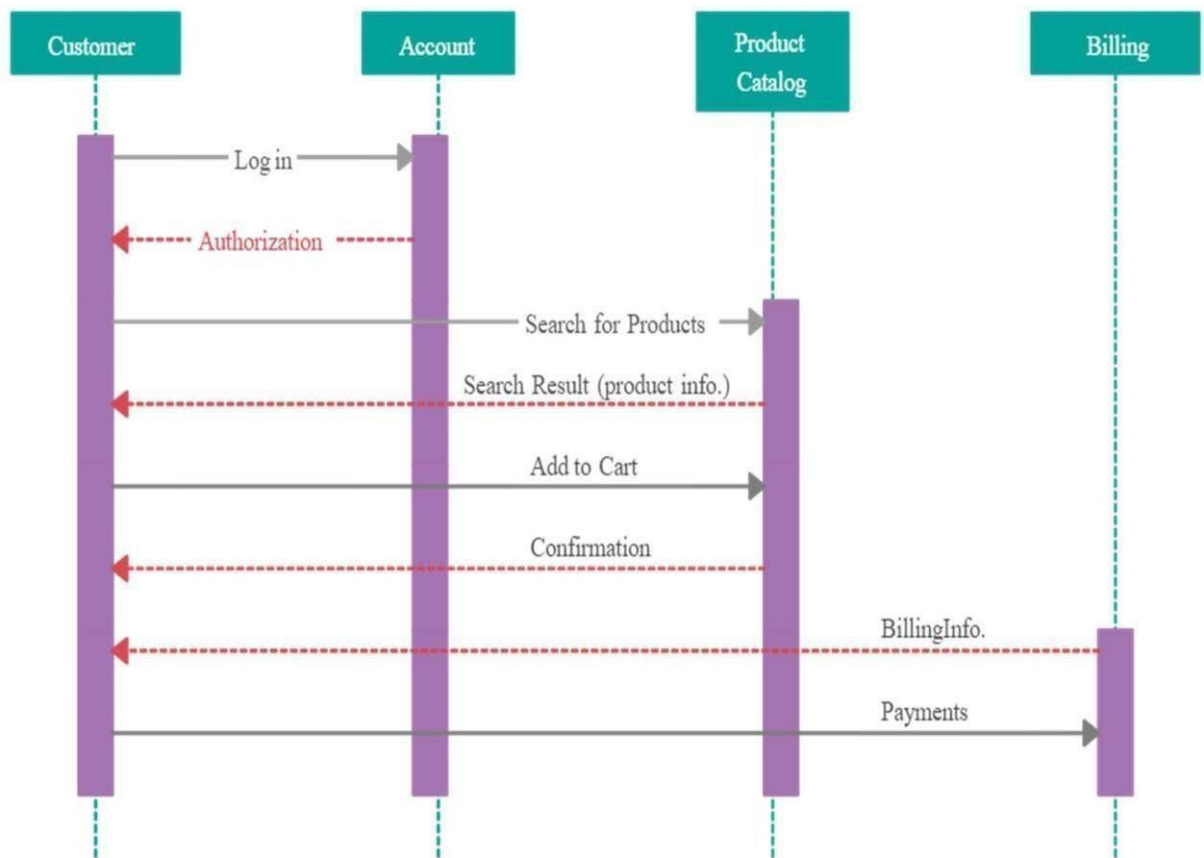 Customer
Account
Product
Catalog
Billing
Log in
Authorization
Search for Products
Search Result (product info.)
Add to Cart
Confirmation
BillingInfo.
Payments